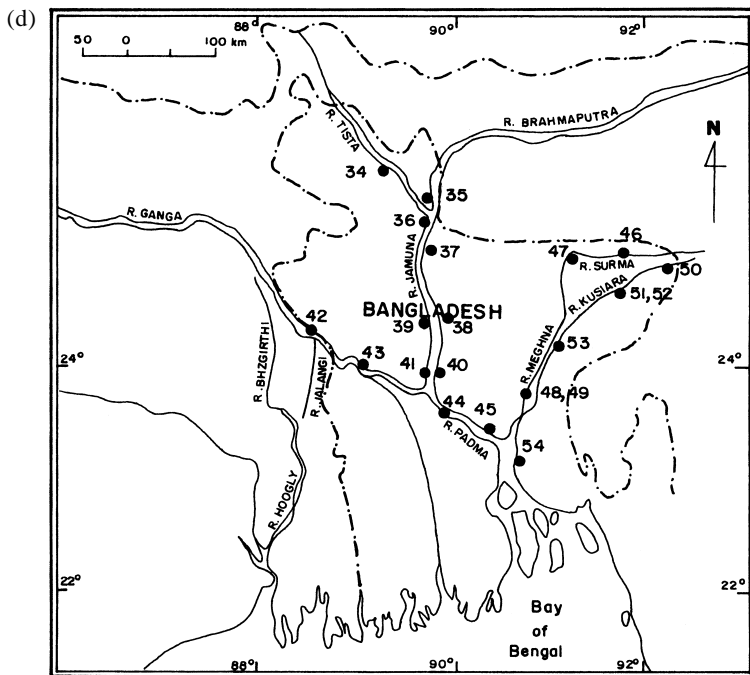 (d)
88°
90°
92°
50 0 100 km
R. TISTA
R. BRAHMAPUTRA
N
34
35
R. GANGA
36
46
47
R. SURMA
37
50
R. JAMUNA
R. KUSIARA
51,52
BANGLADESH
42
39
38
R. BHZGIRTHI
R. JALANGI
53
24°
43
41
40
R. MEGHNA
48,49
44
45
R. PADMA
54
R. HOOGLY
22°
22°
Bay
of
Bengal
88°
90°
92°